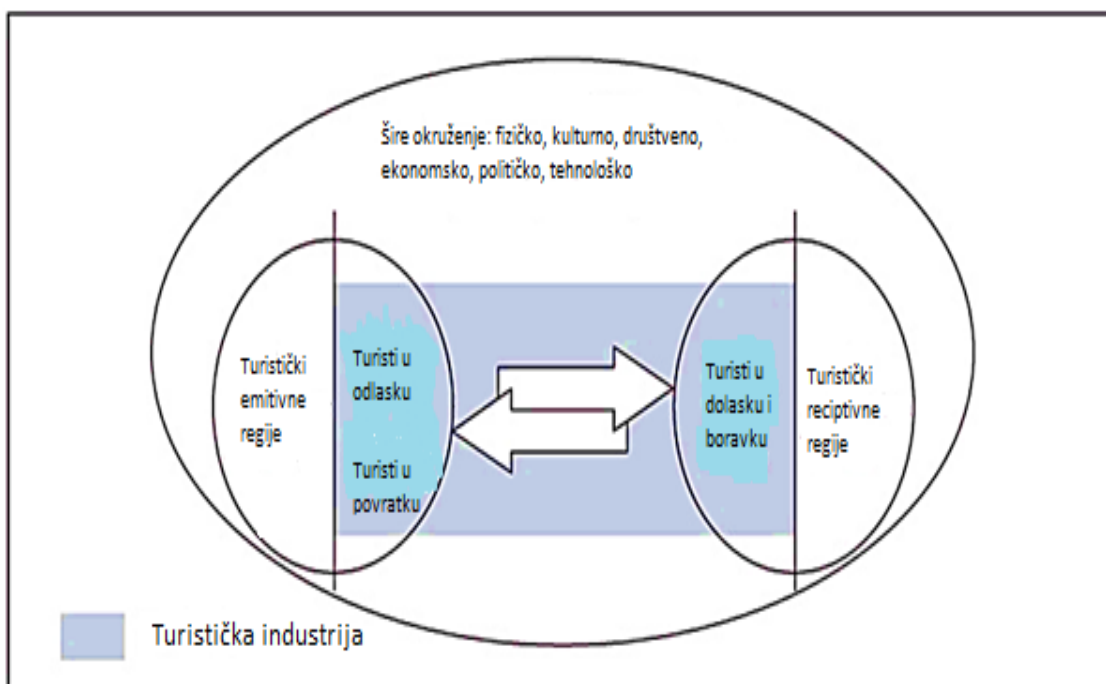 Šire okruženje: fizičko, kulturno, društveno,
ekonomsko, političko, tehnološko
Turistički
emitivne
regije
Turisti u
odlasku
Turisti u
povratku
Turisti u
dolasku i
boravku
Turistički
reciptivne
regije
Turistička industrija